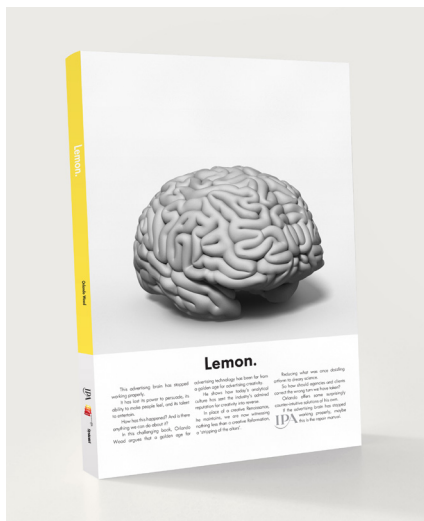 Lemon.
Orlando Wood
IPA
Lemon.
This advertising brain has stopped
working properly.
It has lost its power to persuade, its
ability to make people feel, and its talent
to entertain.
How has this happened? And is there
anything we can do about it?
In this challenging book, Orlando
Wood argues that a golden age for
advertising technology has been far from
a golden age for advertising creativity.
He shows how today's analytical
culture has sent the industry's admired
reputation for creativity into reverse.
In place of a creative Renaissance,
he maintains, we are now witnessing
nothing less than a creative Reformation,
a 'stripping of the altars'.
Reducing what was once dazzling
artform to dreary science.
So how should agencies and clients
correct the wrong turn we have taken?
Orlando offers some surprisingly
counter-intuitive solutions of his own.
If the advertising brain has stopped
working properly, maybe
this is the repair manual.
IPA